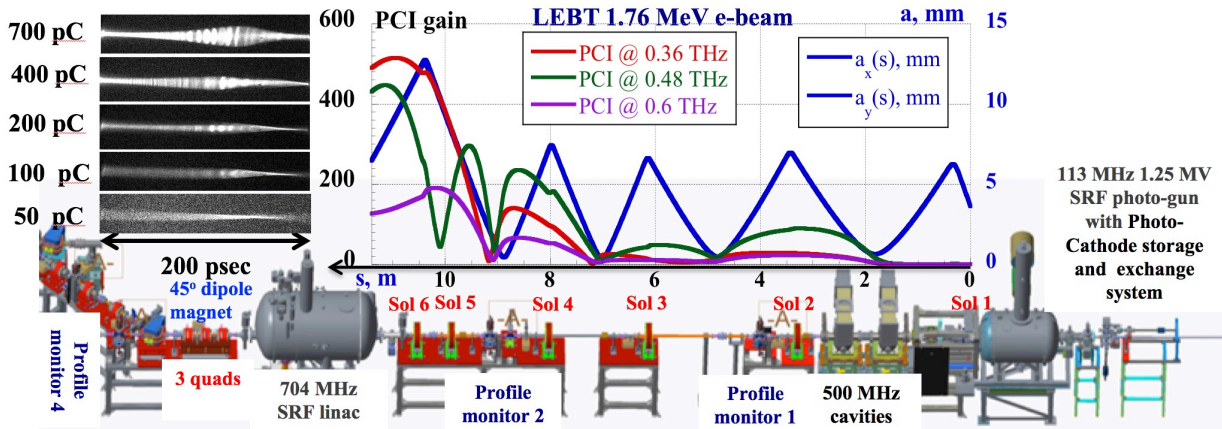 700 pC
400 pC
200 pC
100 pC
50 pC
200 psec
600
400
200
0
PCI gain
LEBT 1.76 MeV e-beam
a, mm
15
10
5
0
PCI @ 0.36 THz
PCI @ 0.48 THz
PCI @ 0.6 THz
a_x(s), mm
a_y(s), mm
s, m
10
8
6
4
2
0
113 MHz 1.25 MV
SRF photo-gun
with Photo-
Cathode storage
and exchange
system
45º dipole
magnet
Sol 6
Sol 5
Sol 4
Sol 3
Sol 2
Sol 1
-A-
-A-
-A-
Profile
monitor 4
3 quads
704 MHz
SRF linac
Profile
monitor 2
Profile
monitor 1
500 MHz
cavities